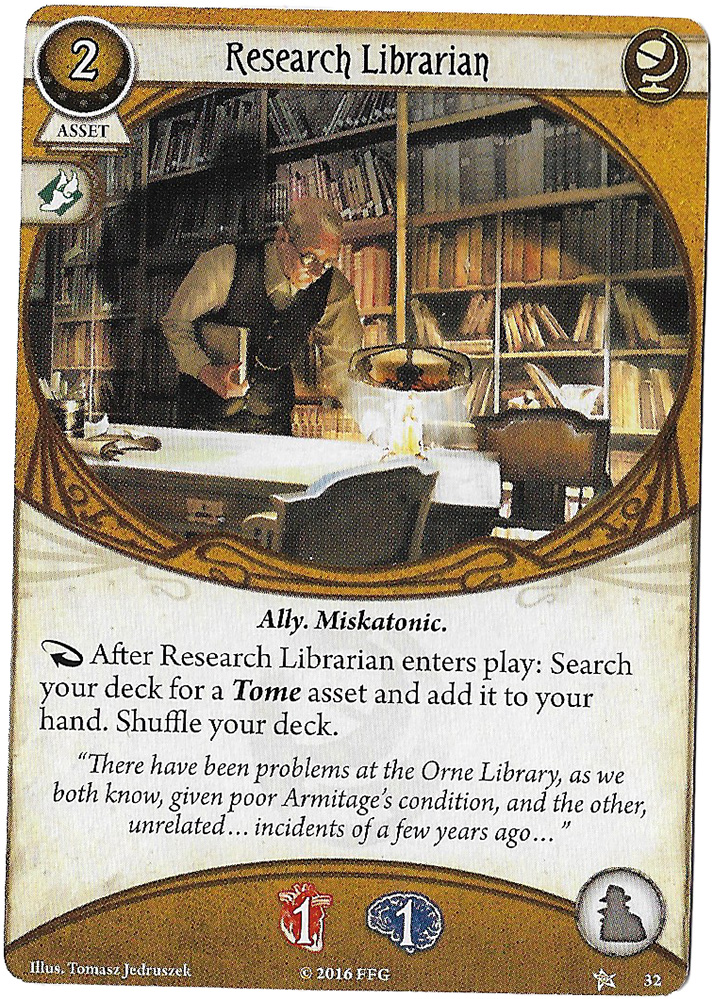 2
Research Librarian
ASSET
Ally. Miskatonic.
After Research Librarian enters play: Search
your deck for a Tome asset and add it to your
hand. Shuffle your deck.
“There have been problems at the Orne Library, as we
both know, given poor Armitage’s condition, and the other,
unrelated… incidents of a few years ago… ”
1
1
Illus. Tomasz Jedruszek
© 2016 FFG
32